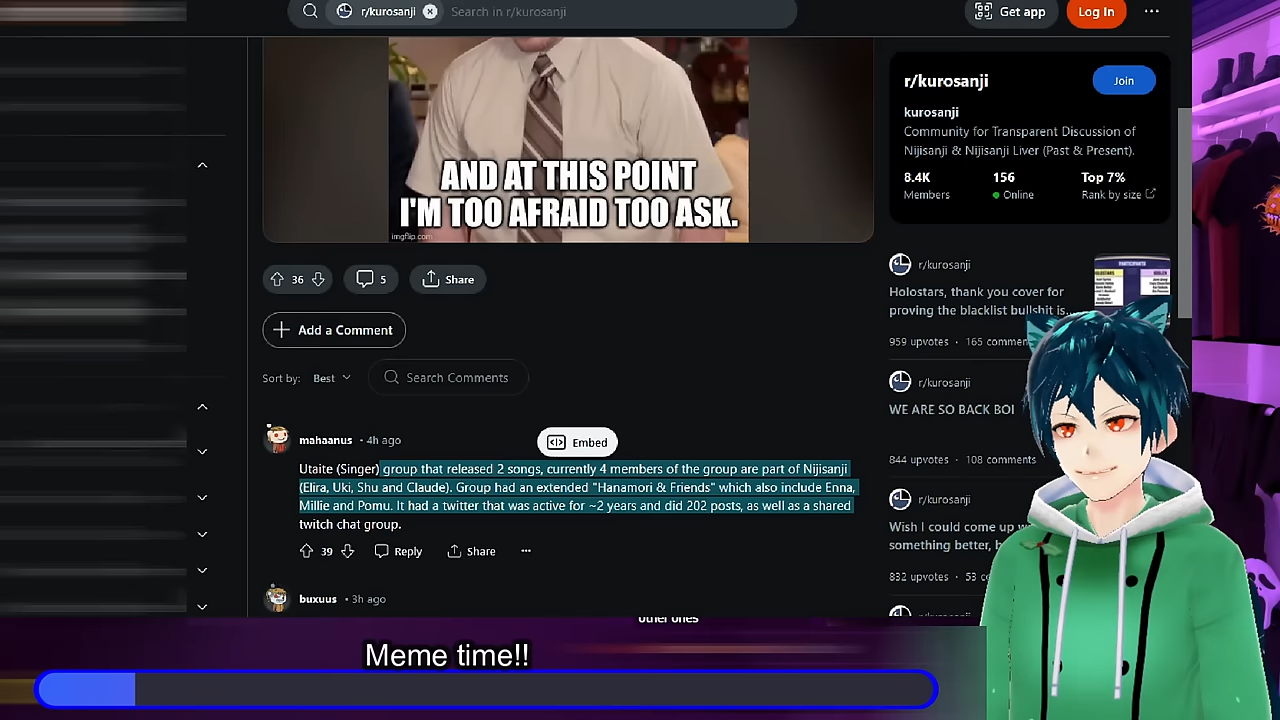 r/kurosanji
Search in r/kurosanji
Get app
Log In
AND AT THIS POINT
I'M TOO AFRAID TOO ASK.
imgflip.com
36
5
Share
Add a Comment
Sort by:
Best
Search Comments
mahaanus • 4h ago
Embed
Utaite (Singer) group that released 2 songs, currently 4 members of the group are part of Nijisanji
(Elira, Uki, Shu and Claude). Group had an extended "Hanamori & Friends" which also include Enna,
Millie and Pomu. It had a twitter that was active for ~2 years and did 202 posts, as well as a shared
twitch chat group.
39
Reply
Share
buxuus • 3h ago
r/kurosanji
Join
kurosanji
Community for Transparent Discussion of
Nijisanji & Nijisanji Liver (Past & Present).
8.4K
156
Top 7%
Members
Online
Rank by size
r/kurosanji
PARTICIPANTS
Holostars, thank you cover for
proving the blacklist bullshit is...
959 upvotes • 165 commen
r/kurosanji
WE ARE SO BACK BOI
844 upvotes • 108 comments
r/kurosanji
Wish I could come up w
something better, b
832 upvotes • 53 c
other ones
Meme time!!